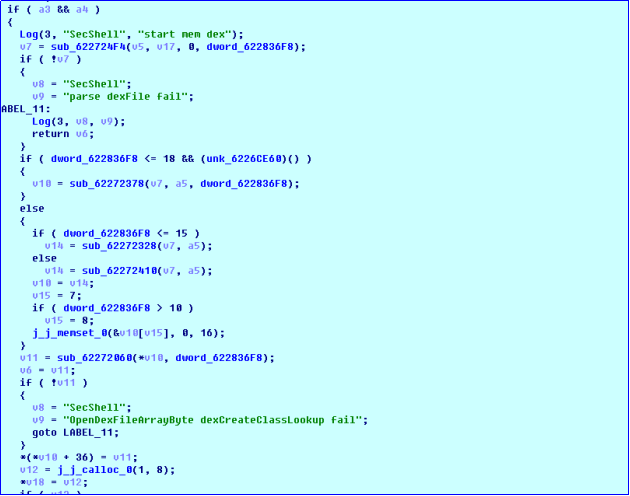 if ( a3 && a4 )
{
Log(3, "SecShell", "start mem dex");
v7 = sub_622724F4(v5, v17, 0, dword_622836F8);
if ( !v7 )
{
v8 = "SecShell";
v9 = "parse dexFile fail";
ABEL_11:
Log(3, v8, v9);
return v6;
}
if ( dword_622836F8 <= 18 && (unk_6226CE60)() )
{
v10 = sub_62272378(v7, a5, dword_622836F8);
}
else
{
if ( dword_622836F8 <= 15 )
v14 = sub_62272328(v7, a5);
else
v14 = sub_62272410(v7, a5);
v10 = v14;
v15 = 7;
if ( dword_622836F8 > 10 )
v15 = 8;
j_j_memset_0(&v10[v15], 0, 16);
}
v11 = sub_62272060(*v10, dword_622836F8);
v6 = v11;
if ( !v11 )
{
v8 = "SecShell";
v9 = "OpenDexFileArrayByte dexCreateClassLookup fail";
goto LABEL_11;
}
*(*v10 + 36) = v11;
v12 = j_j_calloc_0(1, 8);
*v18 = v12;
if ( v12 )